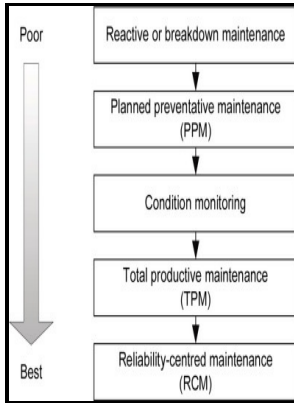 Poor
Reactive or breakdown maintenance
Planned preventative maintenance
(PPM)
Condition monitoring
Total productive maintenance
(TPM)
Best
Reliability-centred maintenance
(RCM)